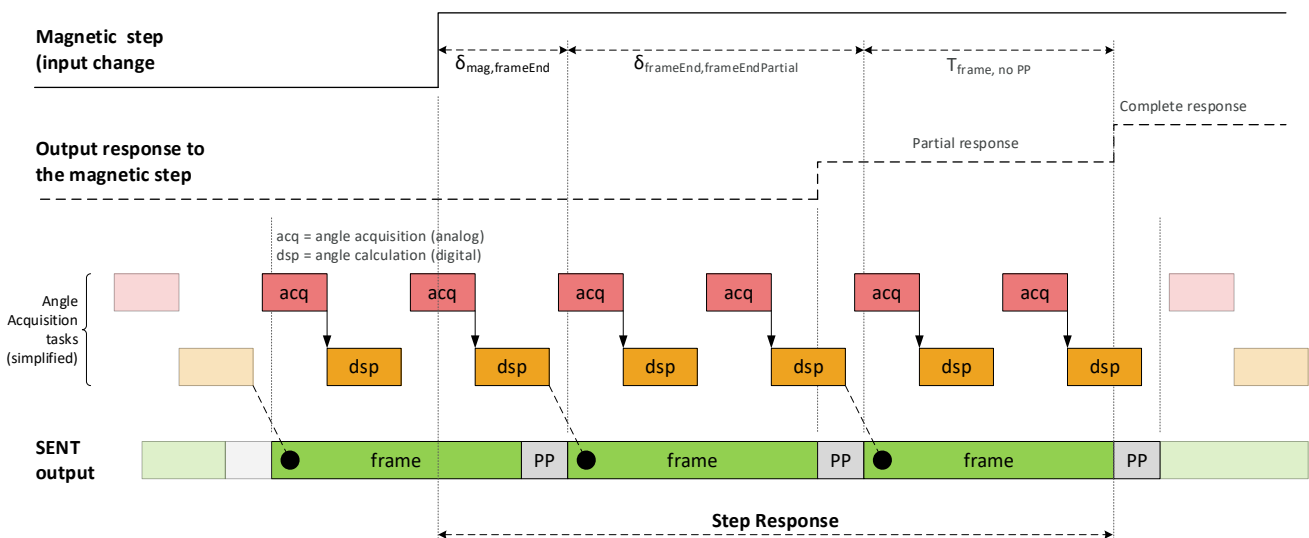 Magnetic step
(input change
δmag,frameEnd
δframeEnd,frameEndPartial
Tframe, no PP
Complete response
Output response to
the magnetic step
Partial response
acq = angle acquisition (analog)
dsp = angle calculation (digital)
Angle
Acquisition
tasks
(simplified)
acq acq acq acq acq acq
dsp dsp dsp dsp dsp dsp
SENT
output
frame PP frame PP frame PP
Step Response